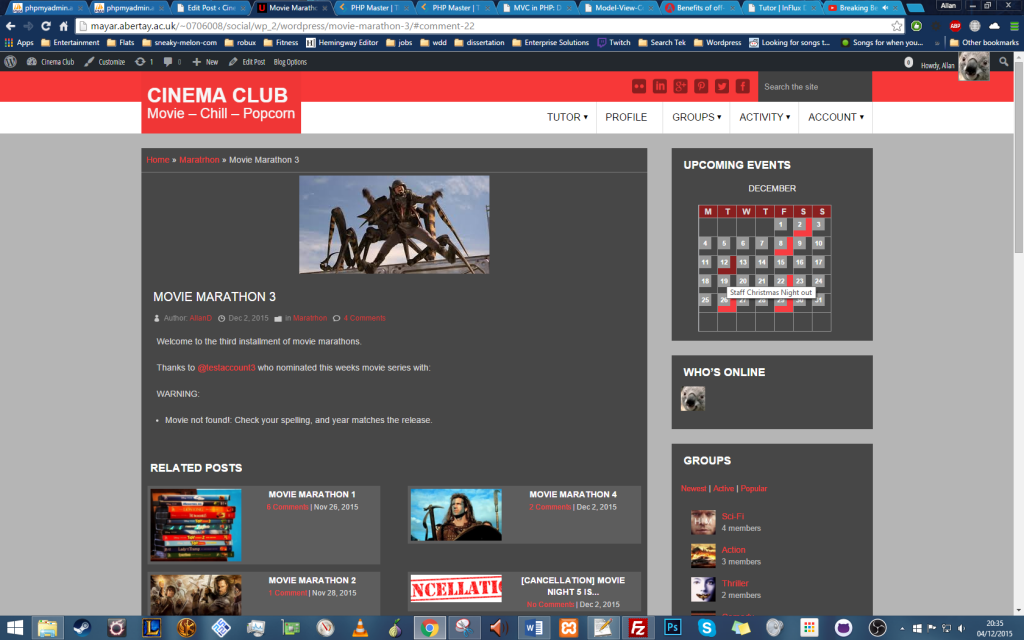 phpmyadmin.a
phpmyadmina
Edit Post ‹ Cine
Movie Marathon
PHP Master | T
PHP Master | T
MVC in PHP: D
Model-View-C
Benefits of off-
Tutor | InFlux D
Breaking B
Allan
mayar.abertay.ac.uk/~0706008/social/wp_2/wordpress/movie-marathon-3/#comment-22
ABP
Apps
Entertainment
Flats
sneaky-melon-com
robux
Fitness
Hemingway Editor
jobs
wdd
dissertation
Enterprise Solutions
Twitch
Search Tek
Wordpress
Looking for songs t...
Songs for when you...
»
Other bookmarks
Cinema Club
Customize
1
0
New
Edit Post
Blog Options
0
Howdy, Allan
CINEMA CLUB
Movie – Chill – Popcorn
Search the site
TUTOR ▾
PROFILE
GROUPS ▾
ACTIVITY ▾
ACCOUNT ▾
Home » Maratrhon » Movie Marathon 3
MOVIE MARATHON 3
Author: AllanD Dec 2, 2015 in Maratrhon 4 Comments
Welcome to the third installment of movie marathons.
Thanks to @testaccount3 who nominated this weeks movie series with:
WARNING:
• Movie not found!: Check your spelling, and year matches the release.
RELATED POSTS
MOVIE MARATHON 1
8 Comments | Nov 26, 2015
MOVIE MARATHON 4
7 Comments | Dec 2, 2015
MOVIE MARATHON 2
1 Comment | Nov 28, 2015
NCELLATIO
[CANCELLATION] MOVIE
NIGHT 5 IS...
No Comments | Dec 2, 2015
UPCOMING EVENTS
DECEMBER
M T W T F S S
1 2 3
4 5 6 7 8 9 10
11 12 13 14 15 16 17
18 19 20 21 22 23 24
Staff Christmas Night out
25 26 27 28 29 30 31
WHO'S ONLINE
GROUPS
Newest | Active | Popular
Sci-Fi
4 members
Action
3 members
Thriller
2 members
20:35
04/12/2015